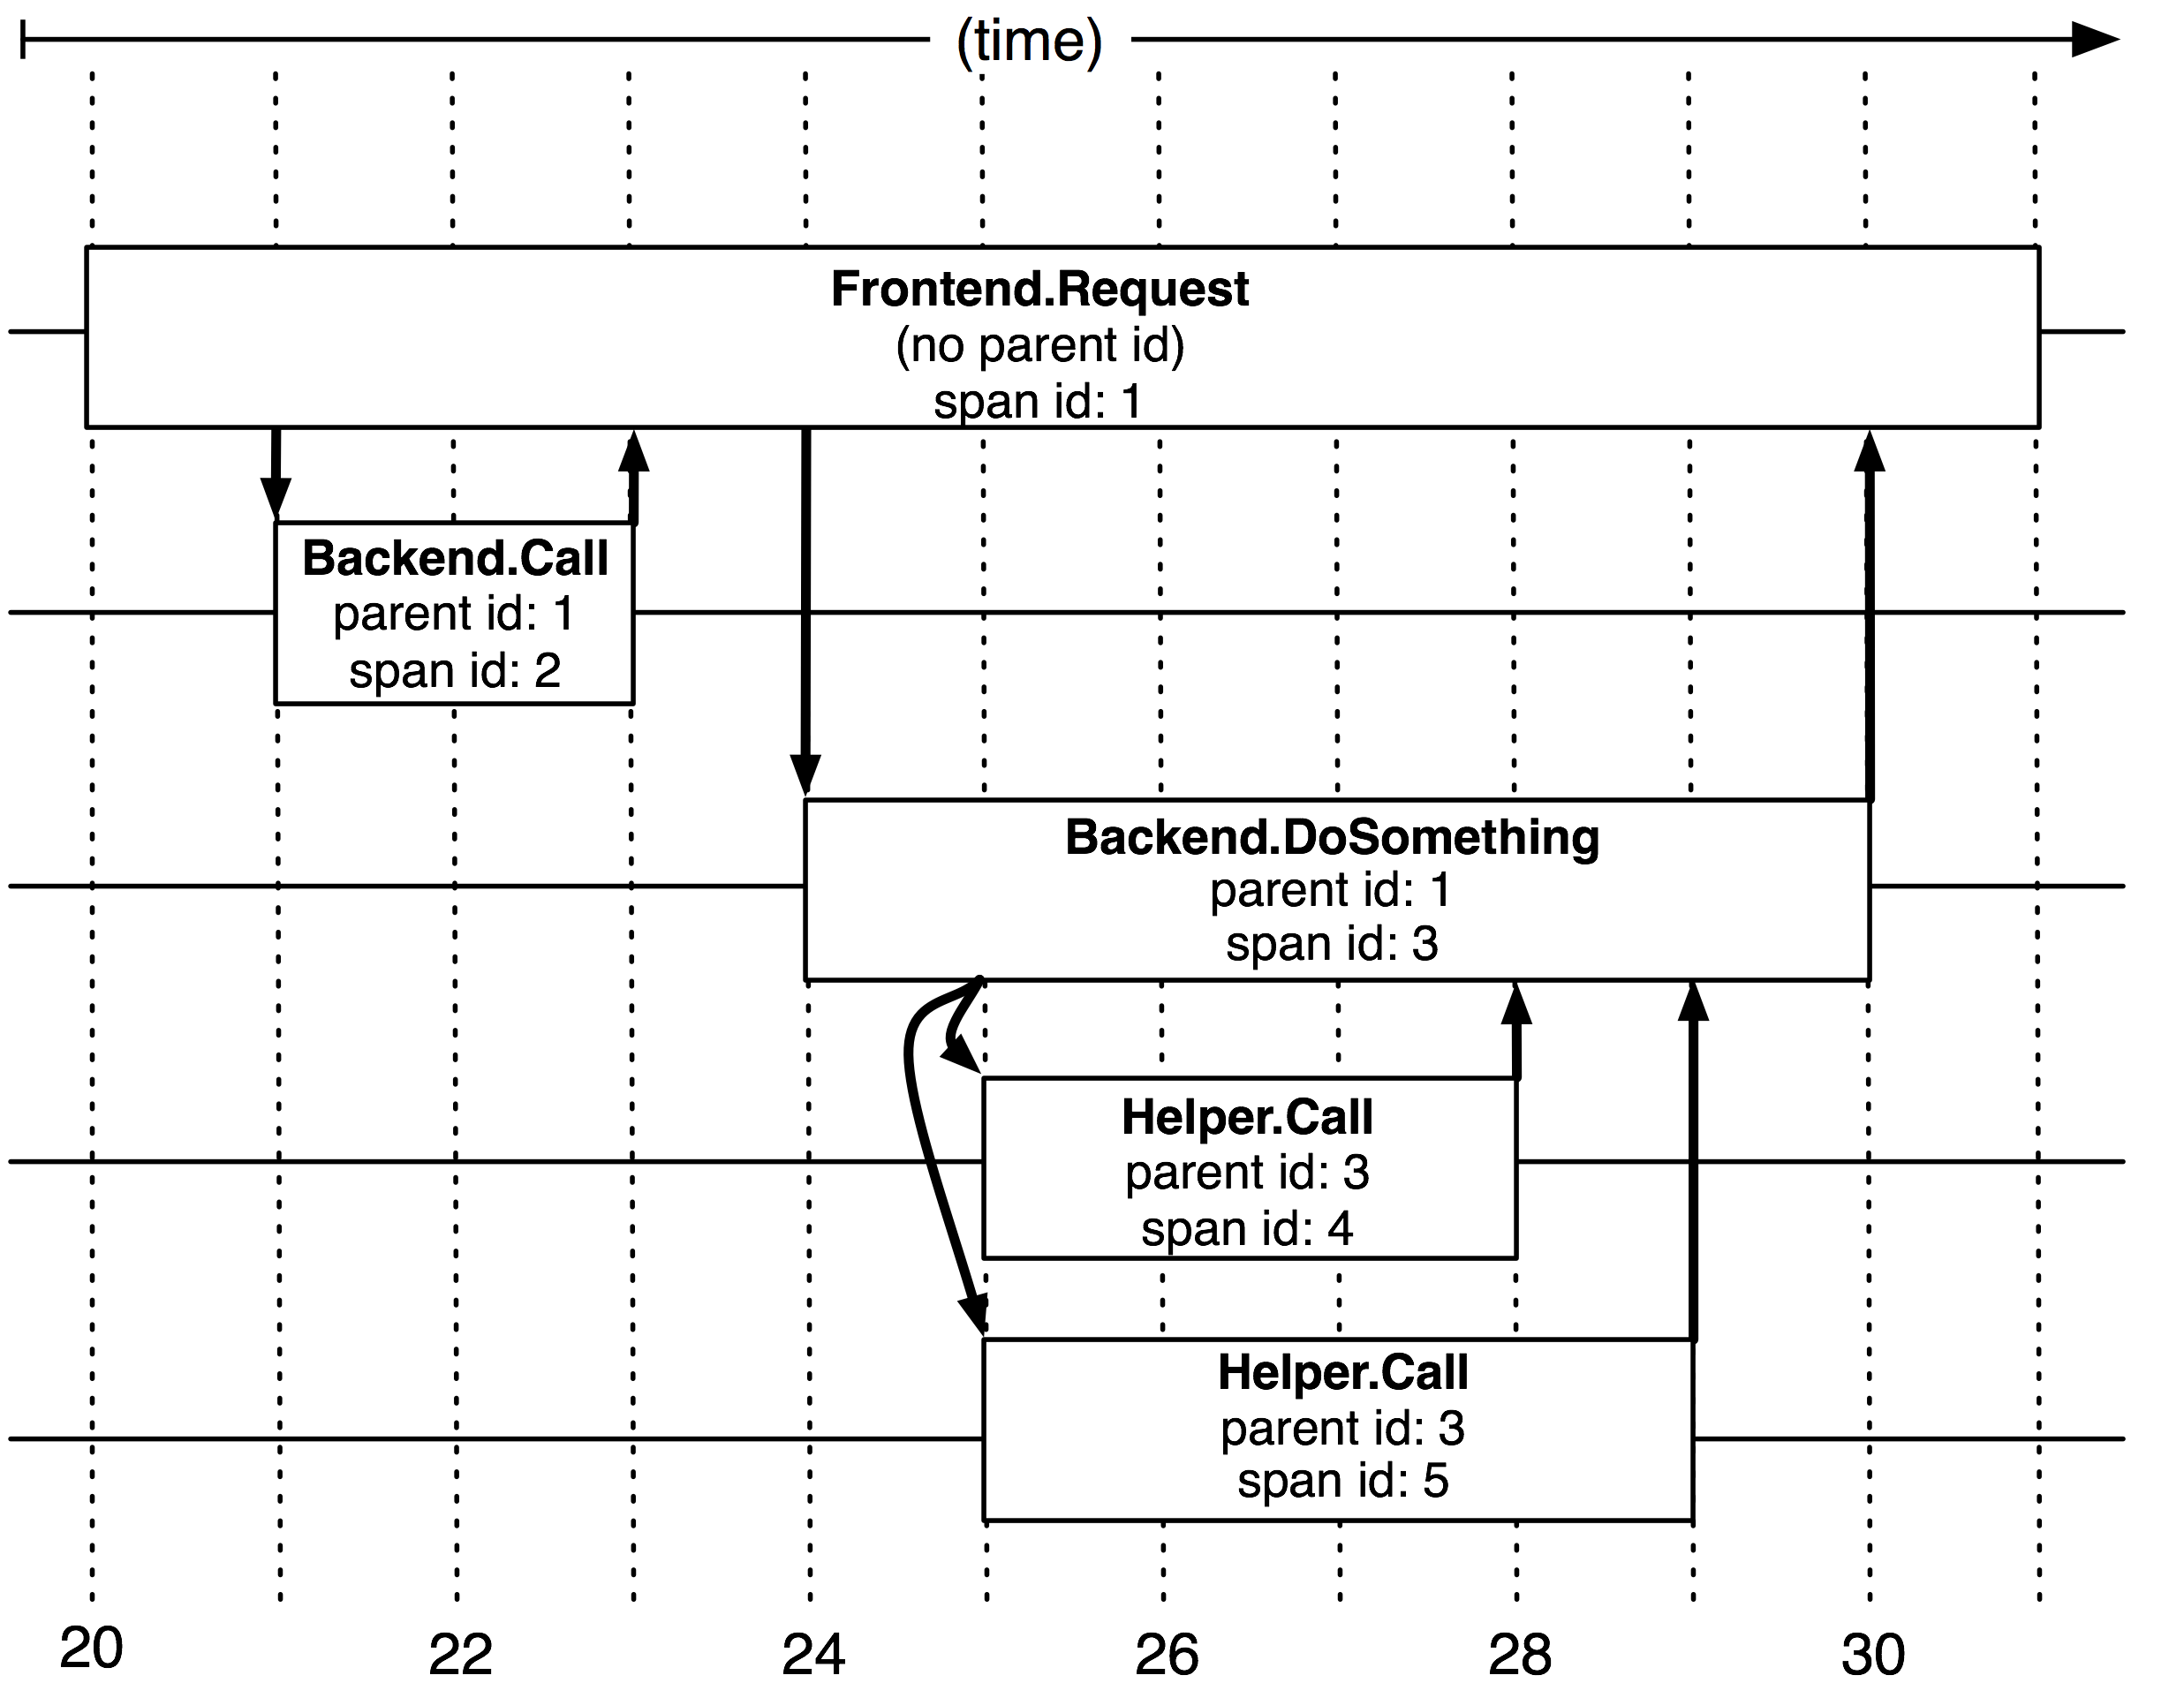 (time)
Frontend.Request
(no parent id)
span id: 1
Backend.Call
parent id: 1
span id: 2
Backend.DoSomething
parent id: 1
span id: 3
Helper.Call
parent id: 3
span id: 4
Helper.Call
parent id: 3
span id: 5
20 22 24 26 28 30